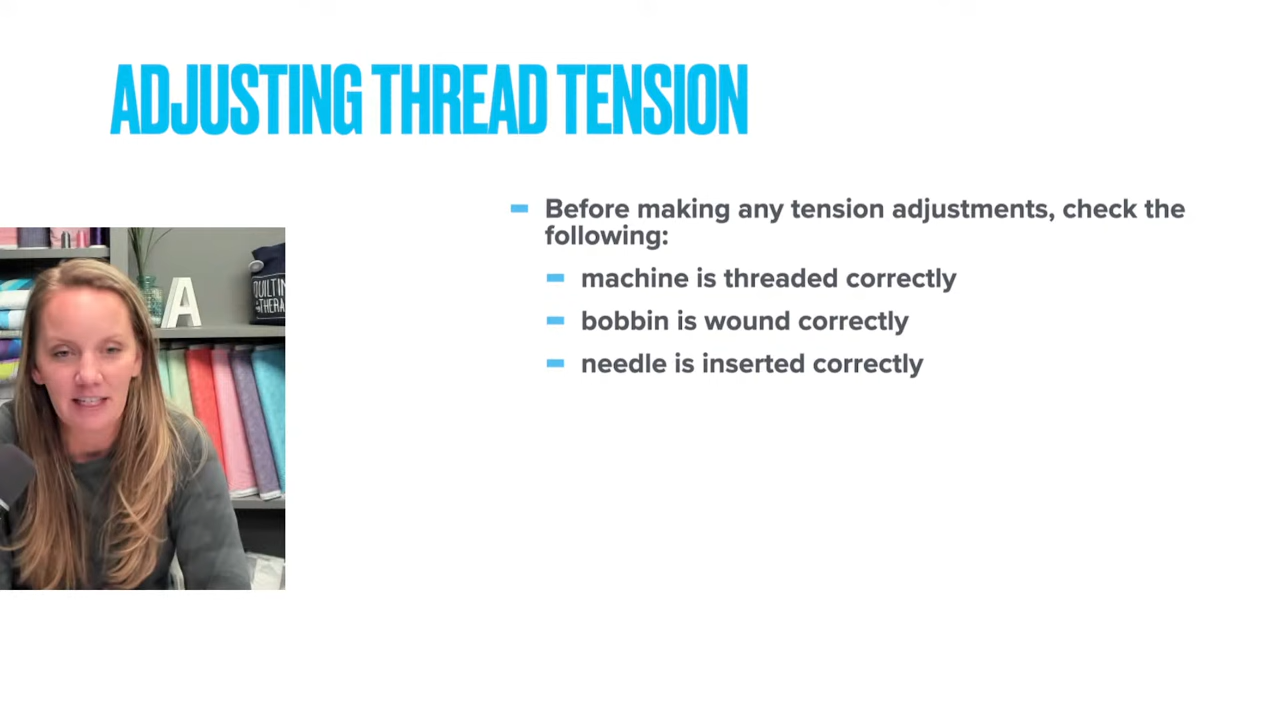 ADJUSTING THREAD TENSION
Before making any tension adjustments, check the
following:
machine is threaded correctly
bobbin is wound correctly
needle is inserted correctly
A
QUILTING